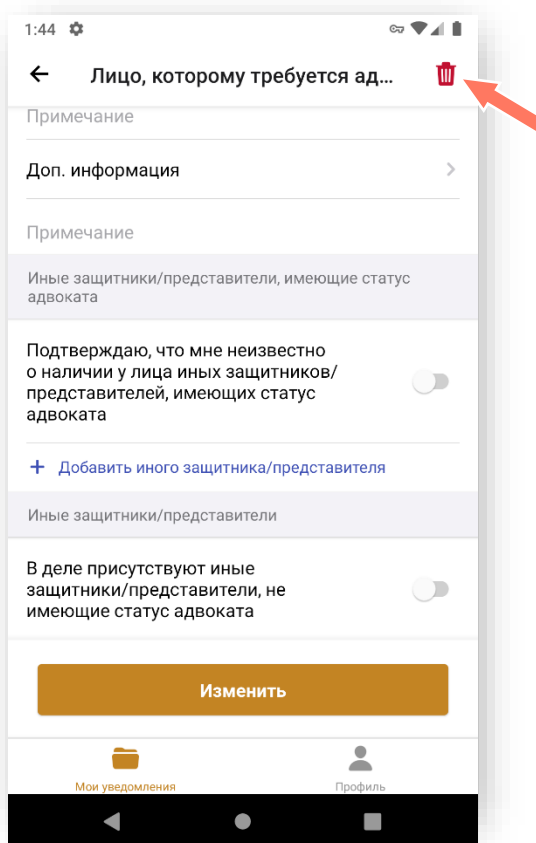 1:44
Лицо, которому требуется ад...
Примечание
Доп. информация
Примечание
Иные защитники/представители, имеющие статус
адвоката
Подтверждаю, что мне неизвестно
о наличии у лица иных защитников/
представителей, имеющих статус
адвоката
+ Добавить иного защитника/представителя
Иные защитники/представители
В деле присутствуют иные
защитники/представители, не
имеющие статус адвоката
Изменить
Мои уведомления
Профиль